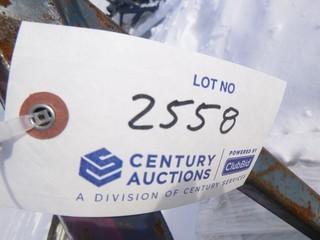 LOT NO
2558
CENTURY
AUCTIONS
POWERED BY
ClubBid
A DIVISION OF CENTURY SERVICES